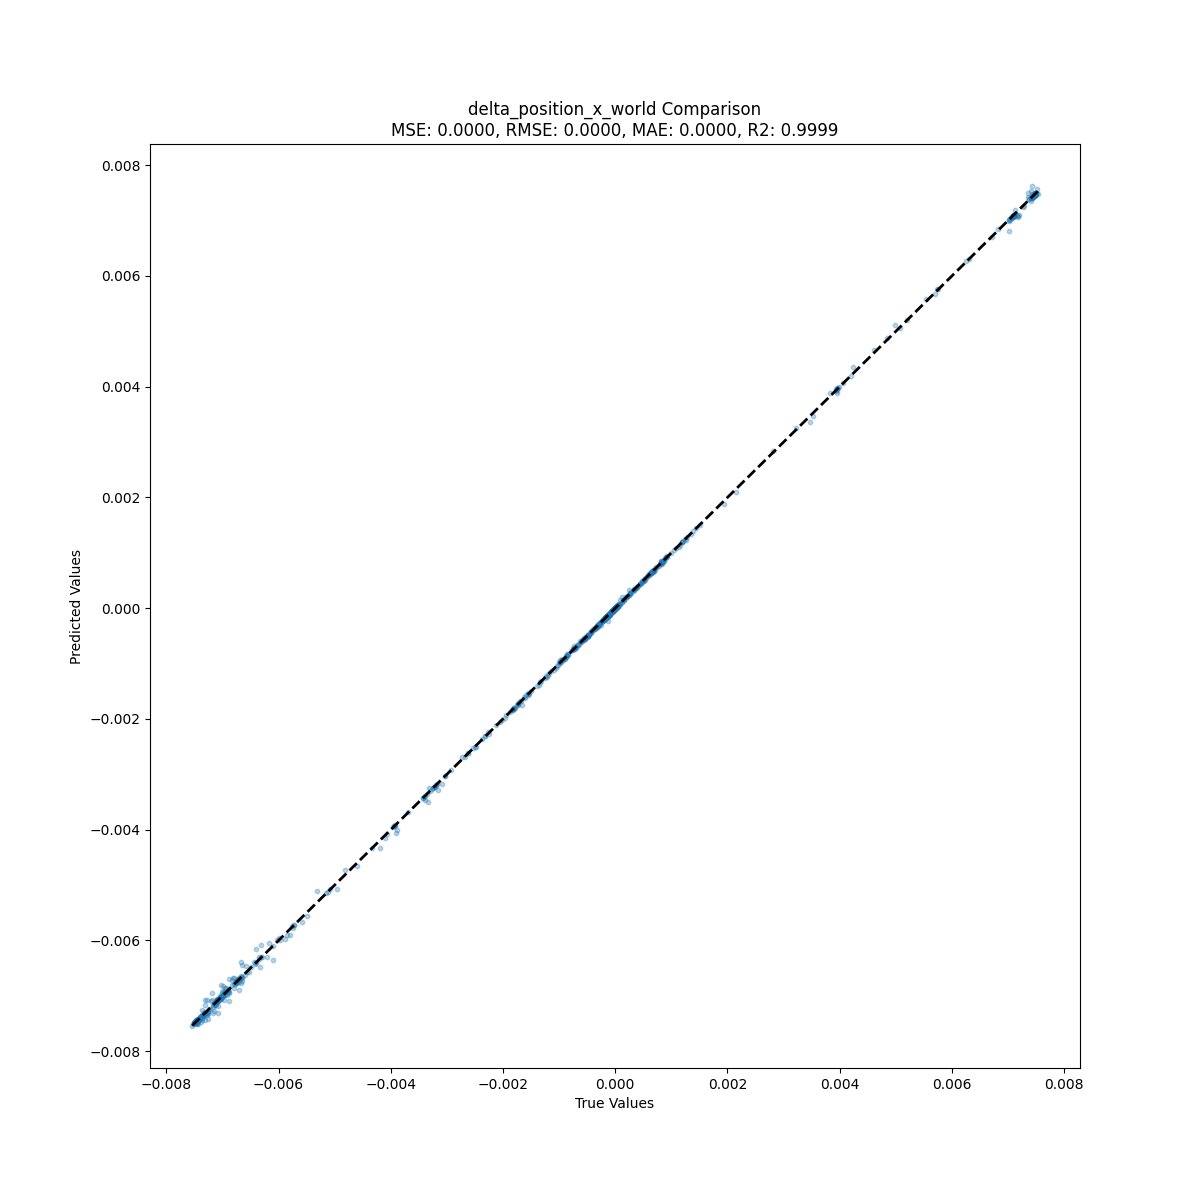 delta_position_x_world Comparison
MSE: 0.0000, RMSE: 0.0000, MAE: 0.0000, R2: 0.9999
0.008
0.006
0.004
0.002
0.000
−0.002
−0.004
−0.006
−0.008
Predicted Values
−0.008 −0.006 −0.004 −0.002 0.000 0.002 0.004 0.006 0.008
True Values